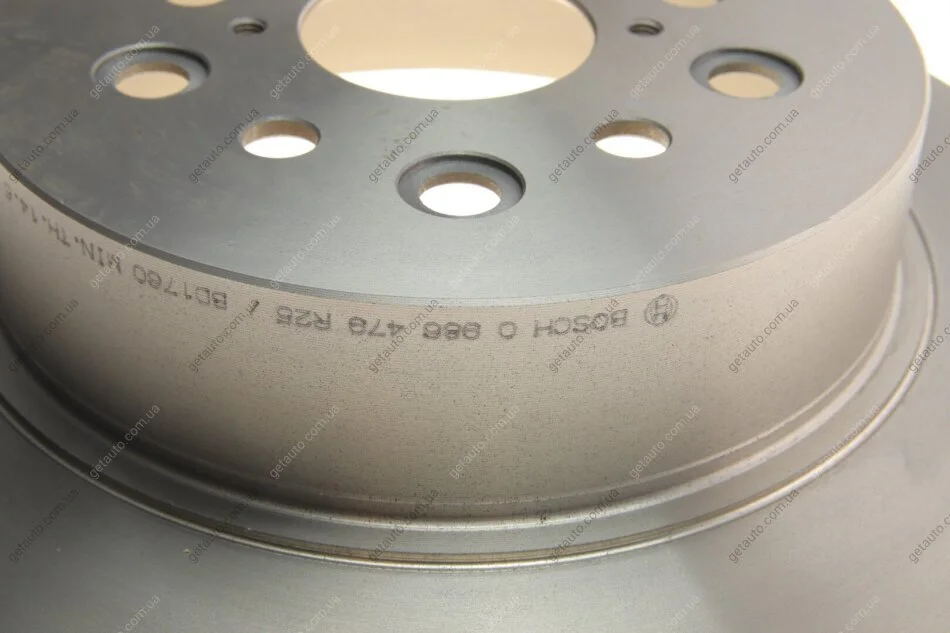 BOSCH 0 986 479 R25 / BD1760 MIN.TH.14.
getauto.com.ua